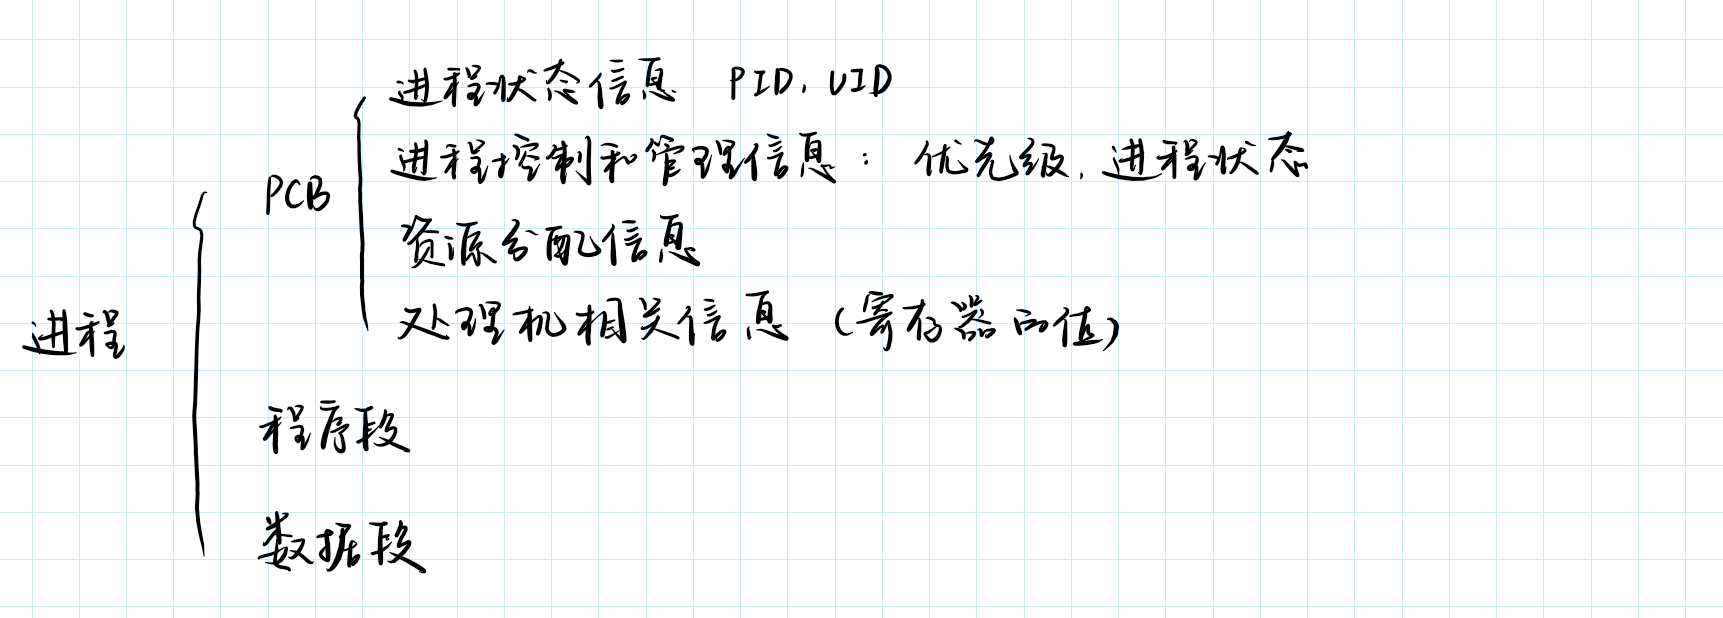 进程状态信息 PID, UID
进程控制和管理信息: 优先级, 进程状态
PCB
资源分配信息
处理机相关信息 (寄存器的值)
进程
程序段
数据段